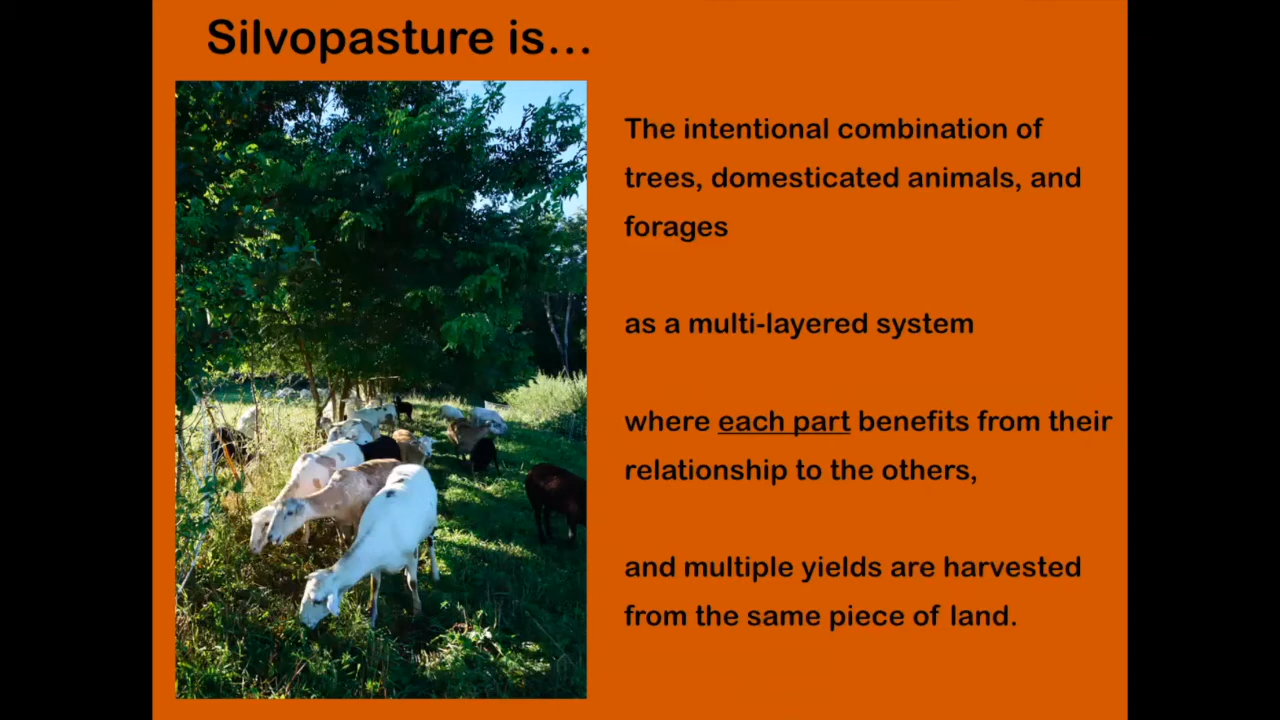 Silvopasture is...
The intentional combination of
trees, domesticated animals, and
forages
as a multi-layered system
where each part benefits from their
relationship to the others,
and multiple yields are harvested
from the same piece of land.